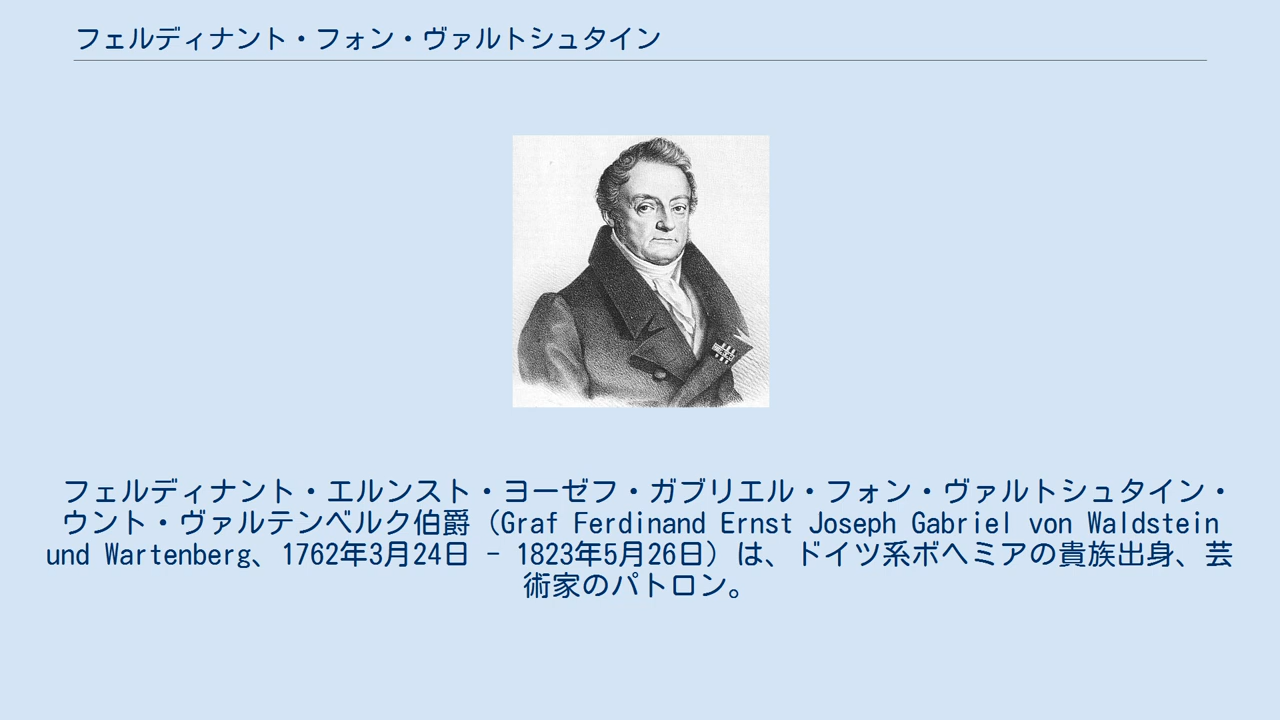 フェルディナント・フォン・ヴァルトシュタイン
フェルディナント・エルンスト・ヨーゼフ・ガブリエル・フォン・ヴァルトシュタイン・
ウント・ヴァルテンベルク伯爵（Graf Ferdinand Ernst Joseph Gabriel von Waldstein
und Wartenberg、1762年3月24日 – 1823年5月26日）は、ドイツ系ボヘミアの貴族出身、芸
術家のパトロン。